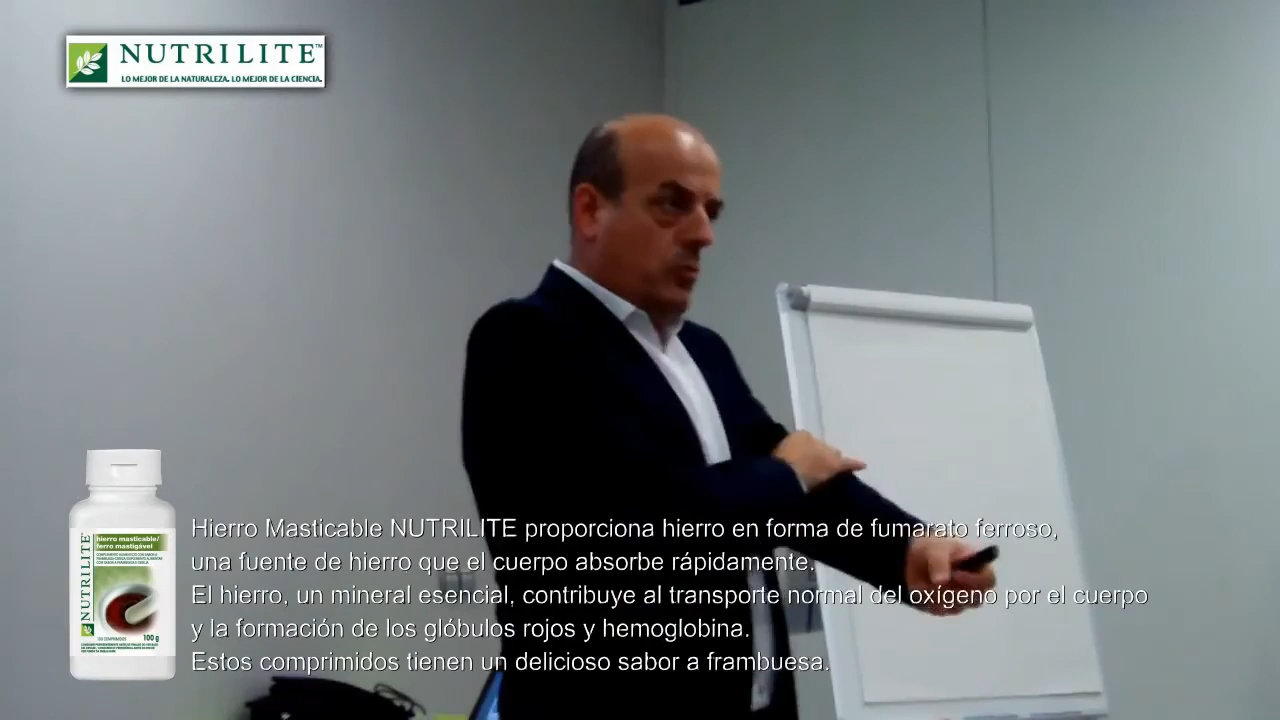 NUTRILITE™
LO MEJOR DE LA NATURALEZA. LO MEJOR DE LA CIENCIA.
Hierro Masticable NUTRILITE proporciona hierro en forma de fumarato ferroso,
una fuente de hierro que el cuerpo absorbe rápidamente.
El hierro, un mineral esencial, contribuye al transporte normal del oxígeno por el cuerpo
y la formación de los glóbulos rojos y hemoglobina.
Estos comprimidos tienen un delicioso sabor a frambuesa.
NUTRILITE
hierro masticable/
ferro mastigável
100 COMPRIMIDOS
100 g